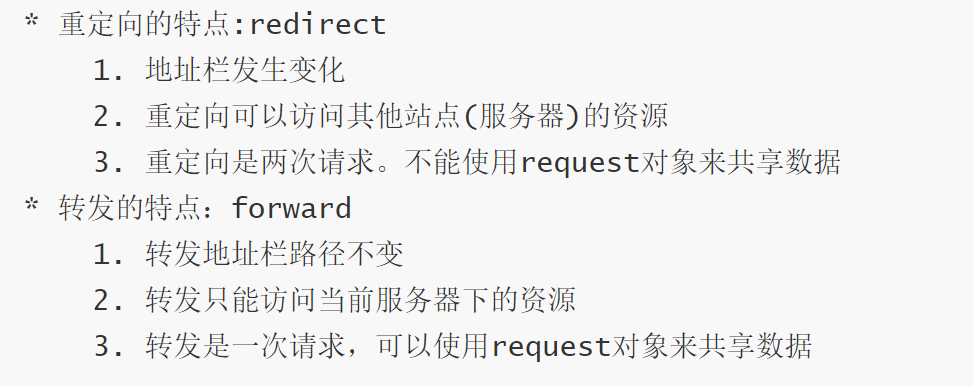 * 重定向的特点:redirect
1. 地址栏发生变化
2. 重定向可以访问其他站点(服务器)的资源
3. 重定向是两次请求。不能使用request对象来共享数据
* 转发的特点：forward
1. 转发地址栏路径不变
2. 转发只能访问当前服务器下的资源
3. 转发是一次请求，可以使用request对象来共享数据